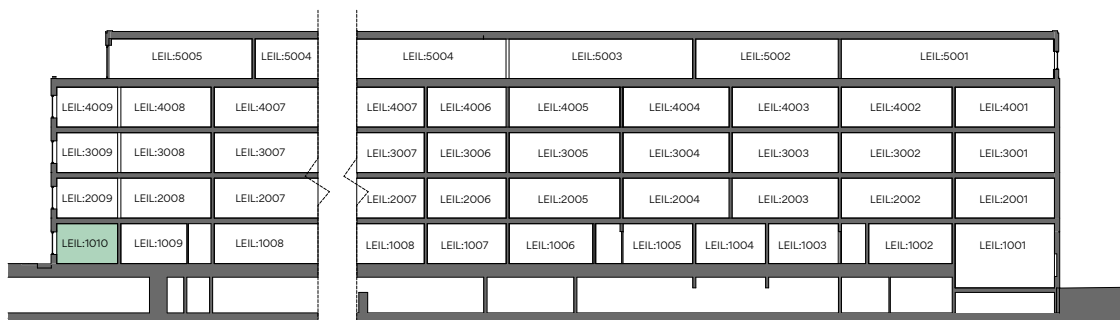 LEIL:5005 LEIL:5004 LEIL:5004 LEIL:5003 LEIL:5002 LEIL:5001
LEIL:4009 LEIL:4008 LEIL:4007 LEIL:4007 LEIL:4006 LEIL:4005 LEIL:4004 LEIL:4003 LEIL:4002 LEIL:4001
LEIL:3009 LEIL:3008 LEIL:3007 LEIL:3007 LEIL:3006 LEIL:3005 LEIL:3004 LEIL:3003 LEIL:3002 LEIL:3001
LEIL:2009 LEIL:2008 LEIL:2007 LEIL:2007 LEIL:2006 LEIL:2005 LEIL:2004 LEIL:2003 LEIL:2002 LEIL:2001
LEIL:1010 LEIL:1009 LEIL:1008 LEIL:1008 LEIL:1007 LEIL:1006 LEIL:1005 LEIL:1004 LEIL:1003 LEIL:1002 LEIL:1001